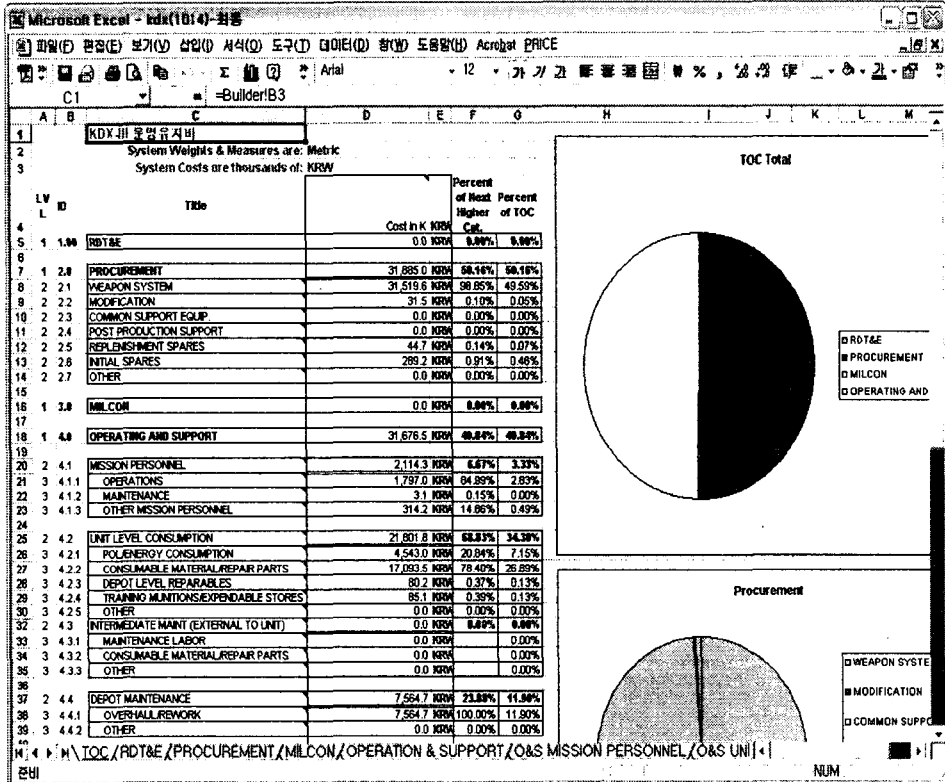 Microsoft Excel - kdx(1014)-최종
파일(F) 편집(E) 보기(V) 삽입(I) 서식(O) 도구(T) 데이터(D) 창(W) 도움말(H) Acrobat PRICE
Arial 12
C1 =Builder!B3
A B C D E F G H I J K L M
1 KDX-III 운영유지비
2 System Weights & Measures are: Metric
3 System Costs are thousands of: KRW
4 LVL ID Title Cost in K KRW Percent of Next Higher Cat. Percent of TOC
5 1 1.00 RDT&E 0.0 KRW 0.00% 0.00%
6
7 1 2.0 PROCUREMENT 31,885.0 KRW 50.16% 50.16%
8 2 2.1 WEAPON SYSTEM 31,519.6 KRW 98.85% 49.59%
9 2 2.2 MODIFICATION 31.5 KRW 0.10% 0.05%
10 2 2.3 COMMON SUPPORT EQUIP. 0.0 KRW 0.00% 0.00%
11 2 2.4 POST PRODUCTION SUPPORT 0.0 KRW 0.00% 0.00%
12 2 2.5 REPLENISHMENT SPARES 44.7 KRW 0.14% 0.07%
13 2 2.6 INITIAL SPARES 289.2 KRW 0.91% 0.46%
14 2 2.7 OTHER 0.0 KRW 0.00% 0.00%
15
16 1 3.0 MILCON 0.0 KRW 0.00% 0.00%
17
18 1 4.0 OPERATING AND SUPPORT 31,676.5 KRW 49.84% 49.84%
19
20 2 4.1 MISSION PERSONNEL 2,114.3 KRW 6.67% 3.33%
21 3 4.1.1 OPERATIONS 1,797.0 KRW 84.99% 2.83%
22 3 4.1.2 MAINTENANCE 3.1 KRW 0.15% 0.00%
23 3 4.1.3 OTHER MISSION PERSONNEL 314.2 KRW 14.86% 0.49%
24
25 2 4.2 UNIT LEVEL CONSUMPTION 21,801.8 KRW 68.83% 34.30%
26 3 4.2.1 POL/ENERGY CONSUMPTION 4,543.0 KRW 20.84% 7.15%
27 3 4.2.2 CONSUMABLE MATERIAL/REPAIR PARTS 17,093.5 KRW 78.40% 26.89%
28 3 4.2.3 DEPOT LEVEL REPARABLES 80.2 KRW 0.37% 0.13%
29 3 4.2.4 TRAINING MUNITIONS/EXPENDABLE STORES 85.1 KRW 0.39% 0.13%
30 3 4.2.5 OTHER 0.0 KRW 0.00% 0.00%
32 2 4.3 INTERMEDIATE MAINT (EXTERNAL TO UNIT) 0.0 KRW 0.00% 0.00%
33 3 4.3.1 MAINTENANCE LABOR 0.0 KRW 0.00%
34 3 4.3.2 CONSUMABLE MATERIAL/REPAIR PARTS 0.0 KRW 0.00%
35 3 4.3.3 OTHER 0.0 KRW 0.00%
36
37 2 4.4 DEPOT MAINTENANCE 7,564.7 KRW 23.88% 11.90%
38 3 4.4.1 OVERHAUL/REWORK 7,564.7 KRW 100.00% 11.90%
39 3 4.4.2 OTHER 0.0 KRW 0.00% 0.00%
TOC Total
RDT&E
PROCUREMENT
MILCON
OPERATING AND
Procurement
WEAPON SYSTE
MODIFICATION
COMMON SUPPO
TOC / RDT&E / PROCUREMENT / MILCON / OPERATION & SUPPORT / O&S MISSION PERSONNEL / O&S UNI
준비 NUM